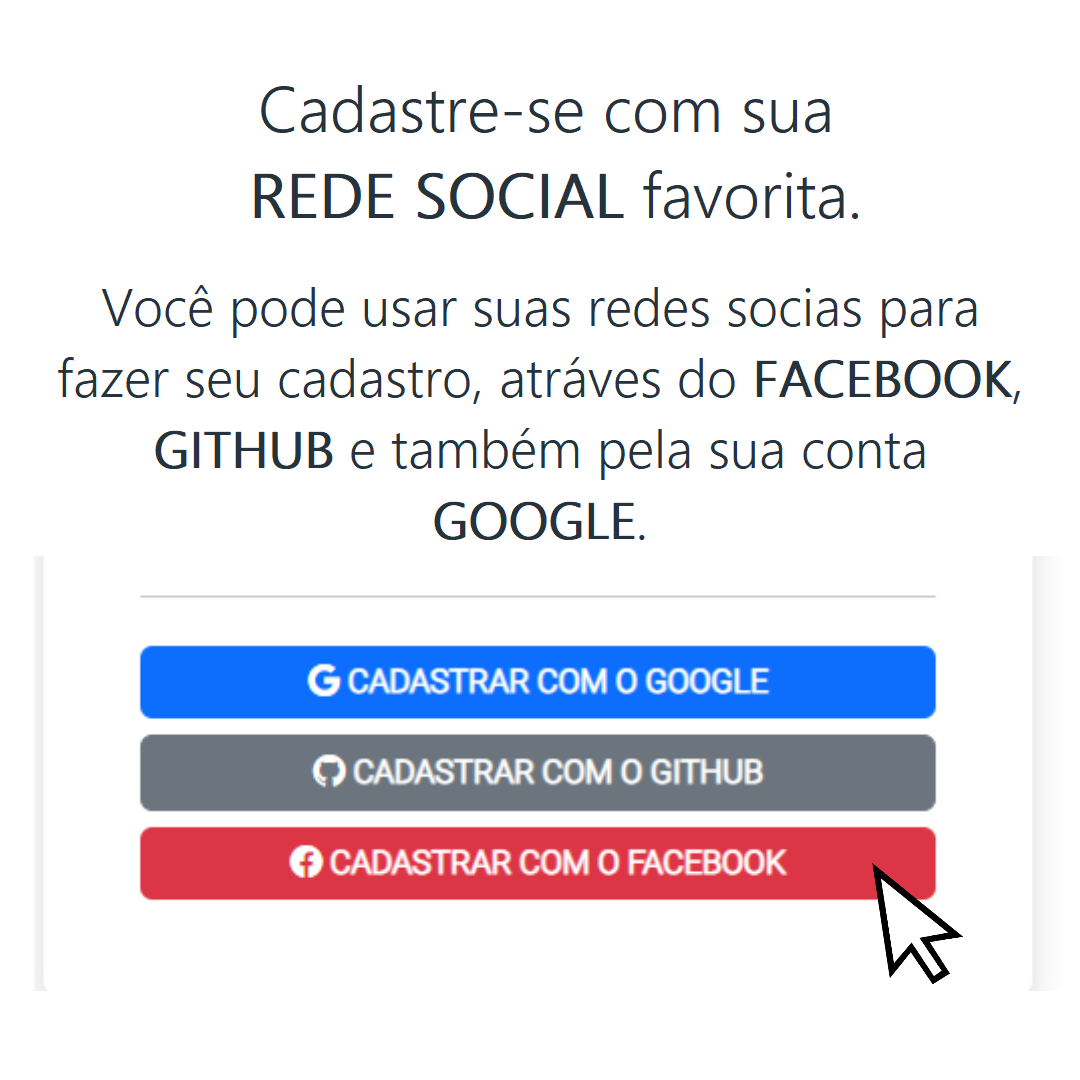 Cadastre-se com sua
REDE SOCIAL favorita.
Você pode usar suas redes socias para
fazer seu cadastro, atráves do FACEBOOK,
GITHUB e também pela sua conta
GOOGLE.
CADASTRAR COM O GOOGLE
CADASTRAR COM O GITHUB
CADASTRAR COM O FACEBOOK